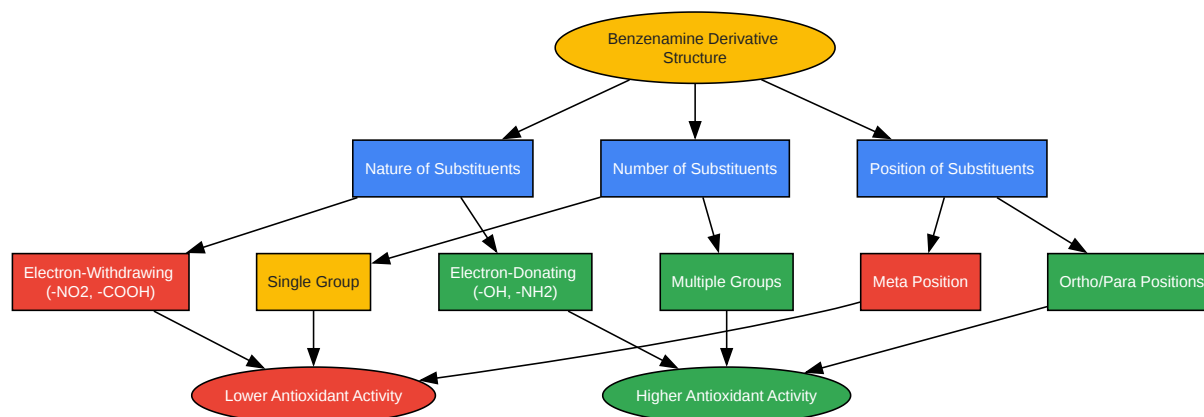 Benzenamine Derivative
Structure
Nature of Substituents
Number of Substituents
Position of Substituents
Electron-Withdrawing
(-NO2, -COOH)
Single Group
Electron-Donating
(-OH, -NH2)
Multiple Groups
Meta Position
Ortho/Para Positions
Lower Antioxidant Activity
Higher Antioxidant Activity